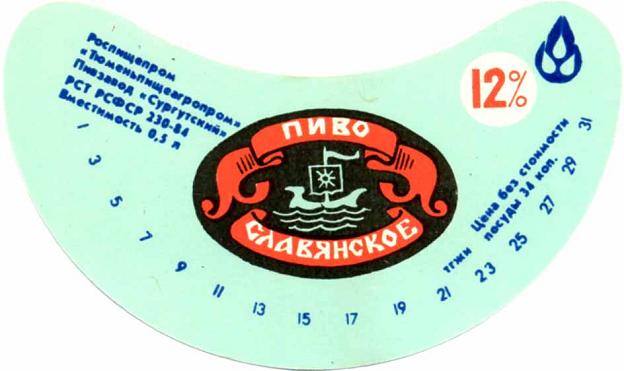 Роспищепром
«Тюменьпищеагропром»
Пивзавод «Сургутский»
РСТ РСФСР 230-84
Вместимость 0,5 л
12%
ПИВО
СЛАВЯНСКОЕ
Цена без стоимости
посуды 34 коп.
тгжи
1 3 5 7 9 11 13 15 17 19 21 23 25 27 29 31